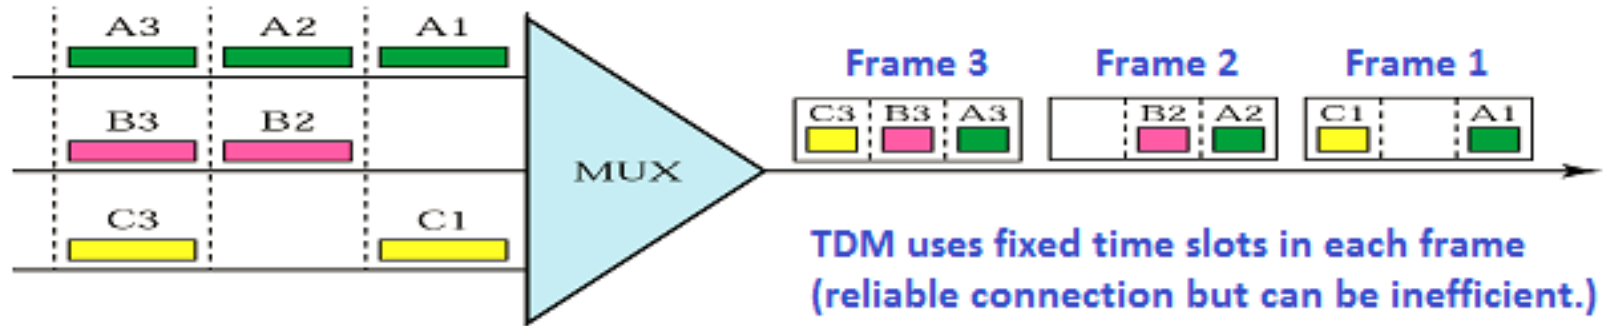 A3 A2 A1
B3 B2
C3 C1
MUX
Frame 3 Frame 2 Frame 1
C3 B3 A3 B2 A2 C1 A1
TDM uses fixed time slots in each frame
(reliable connection but can be inefficient.)